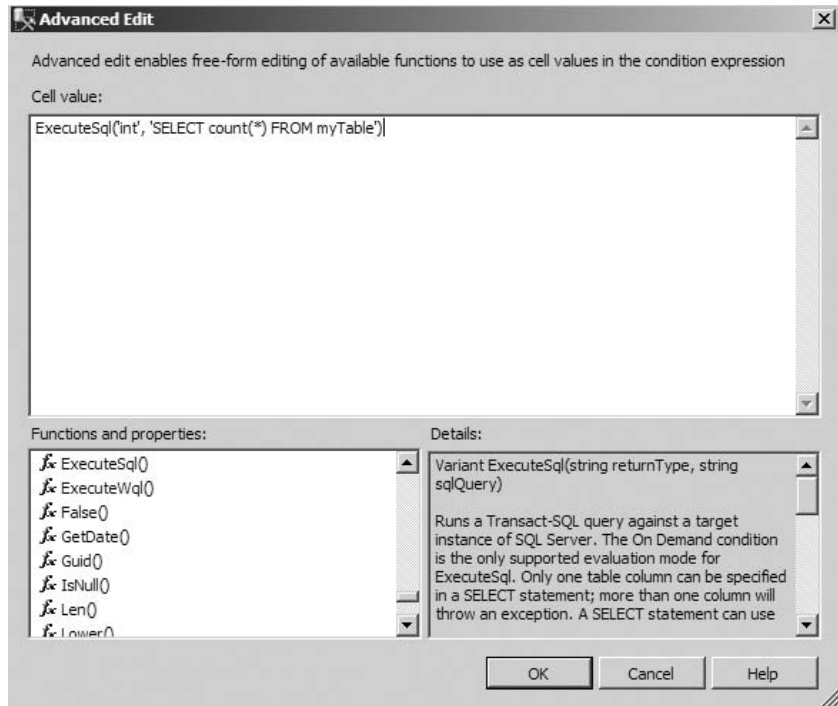 Advanced Edit
Advanced edit enables free-form editing of available functions to use as cell values in the condition expression
Cell value:
ExecuteSql('int', 'SELECT count(*) FROM myTable')
Functions and properties:
ExecuteSql()
ExecuteWql()
False()
GetDate()
Guid()
IsNull()
Len()
Lower()
Details:
Variant ExecuteSql(string returnType, string
sqlQuery)
Runs a Transact-SQL query against a target
instance of SQL Server. The On Demand condition
is the only supported evaluation mode for
ExecuteSql. Only one table column can be specified
in a SELECT statement; more than one column will
throw an exception. A SELECT statement can use
OK
Cancel
Help